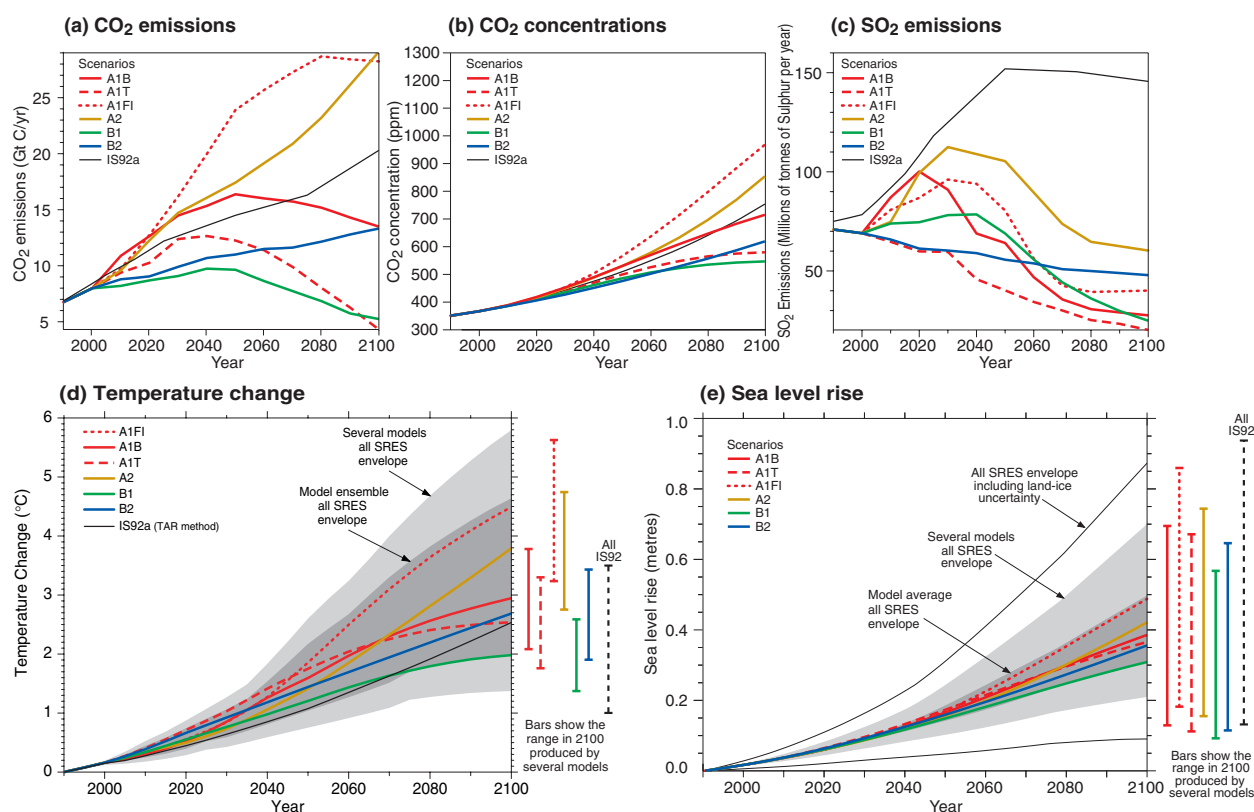 (a) CO2 emissions
CO2 emissions (Gt C/yr)
Scenarios
A1B
A1T
A1FI
A2
B1
B2
IS92a
25
20
15
10
5
2000 2020 2040 2060 2080 2100
Year
(b) CO2 concentrations
CO2 concentration (ppm)
1300
1200
1100
1000
900
800
700
600
500
400
300
Scenarios
A1B
A1T
A1FI
A2
B1
B2
IS92a
2000 2020 2040 2060 2080 2100
Year
(c) SO2 emissions
SO2 Emissions (Millions of tonnes of Sulphur per year)
150
100
50
Scenarios
A1B
A1T
A1FI
A2
B1
B2
IS92a
2000 2020 2040 2060 2080 2100
Year
(d) Temperature change
Temperature Change (°C)
6
5
4
3
2
1
0
A1FI
A1B
A1T
A2
B1
B2
IS92a (TAR method)
Several models
all SRES
envelope
Model ensemble
all SRES
envelope
2000 2020 2040 2060 2080 2100
Year
All
IS92
Bars show the
range in 2100
produced by
several models
(e) Sea level rise
Sea level rise (metres)
1.0
0.8
0.6
0.4
0.2
0.0
Scenarios
A1B
A1T
A1FI
A2
B1
B2
All SRES envelope
including land-ice
uncertainty
Several models
all SRES
envelope
Model average
all SRES
envelope
2000 2020 2040 2060 2080 2100
Year
All
IS92
Bars show the
range in 2100
produced by
several models